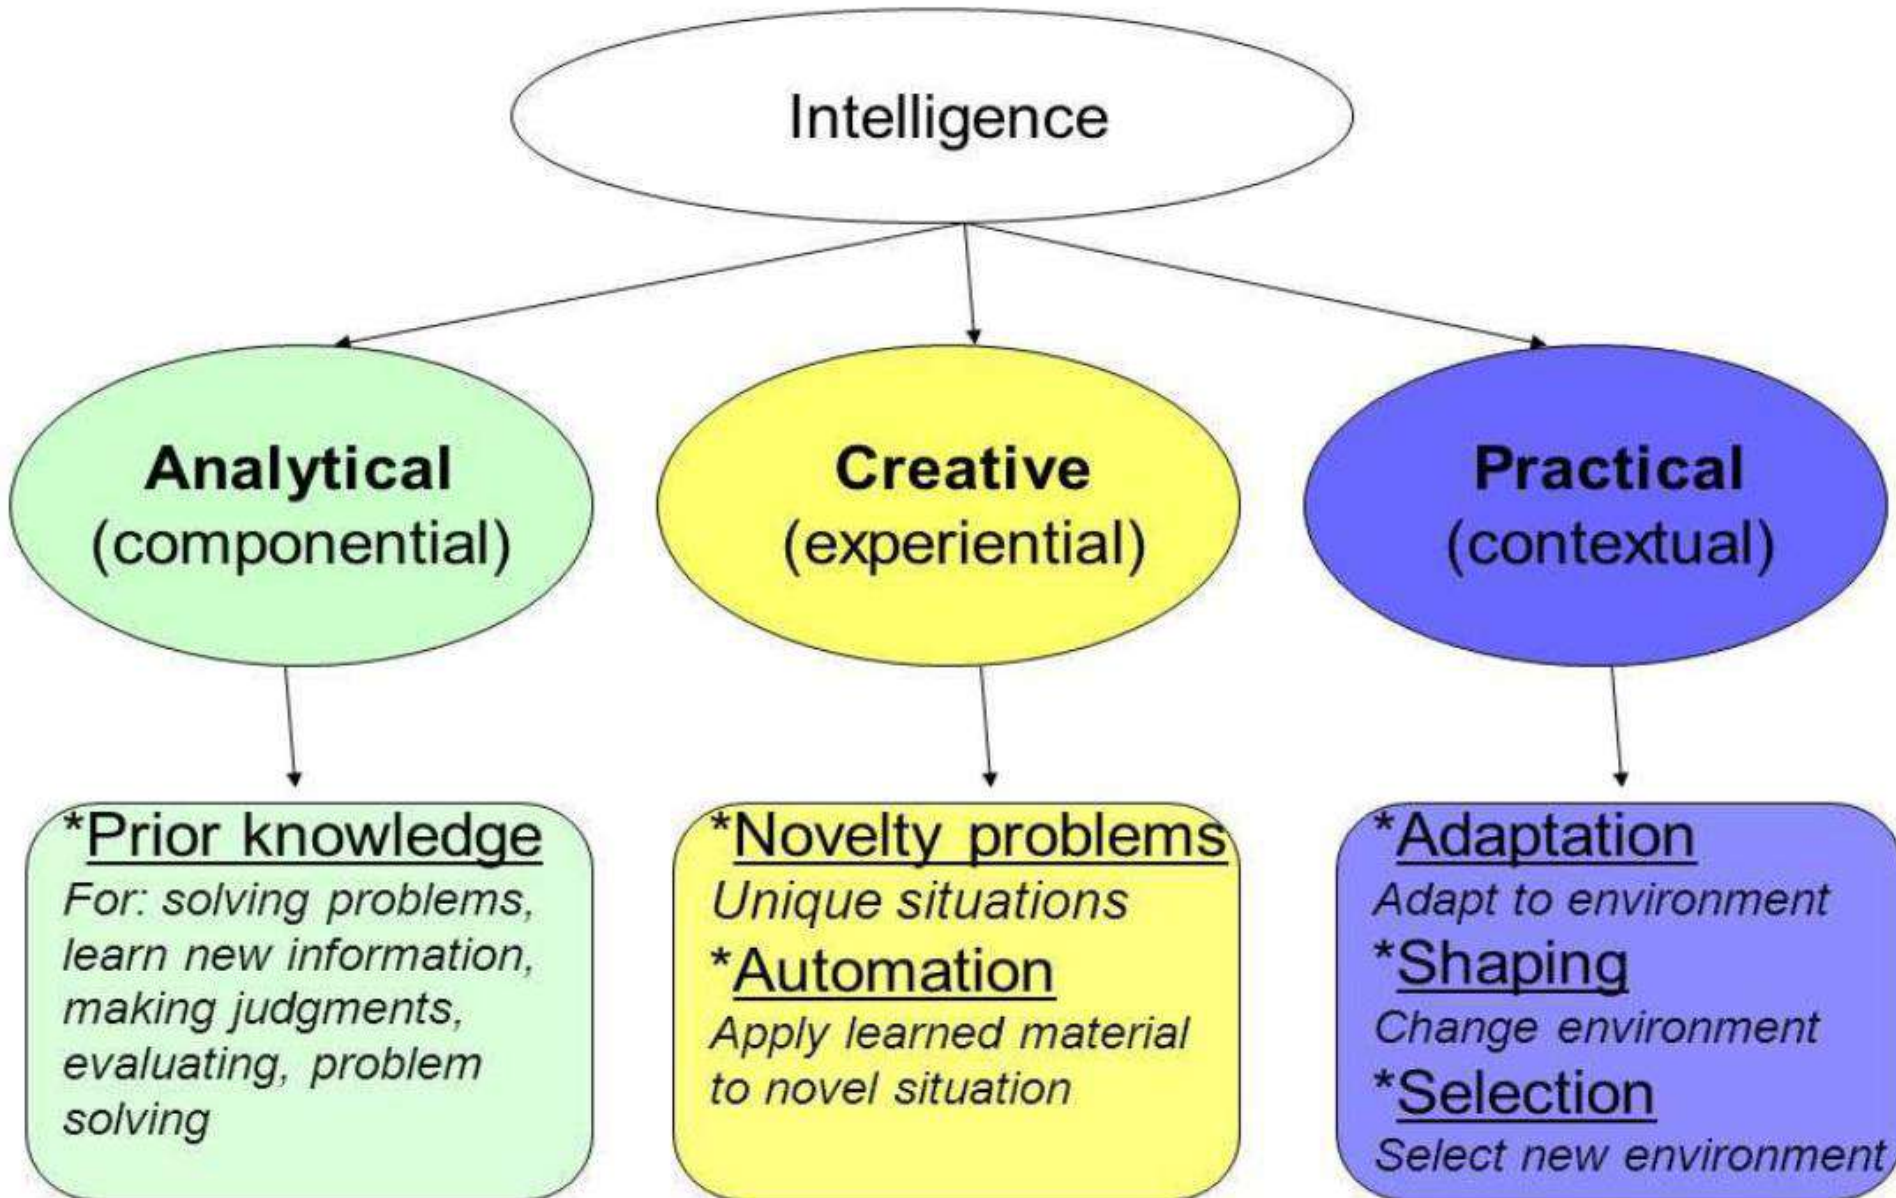 Intelligence
Analytical
(componential)
Creative
(experiential)
Practical
(contextual)
*Prior knowledge
For: solving problems,
learn new information,
making judgments,
evaluating, problem
solving
*Novelty problems
Unique situations
*Automation
Apply learned material
to novel situation
*Adaptation
Adapt to environment
*Shaping
Change environment
*Selection
Select new environment